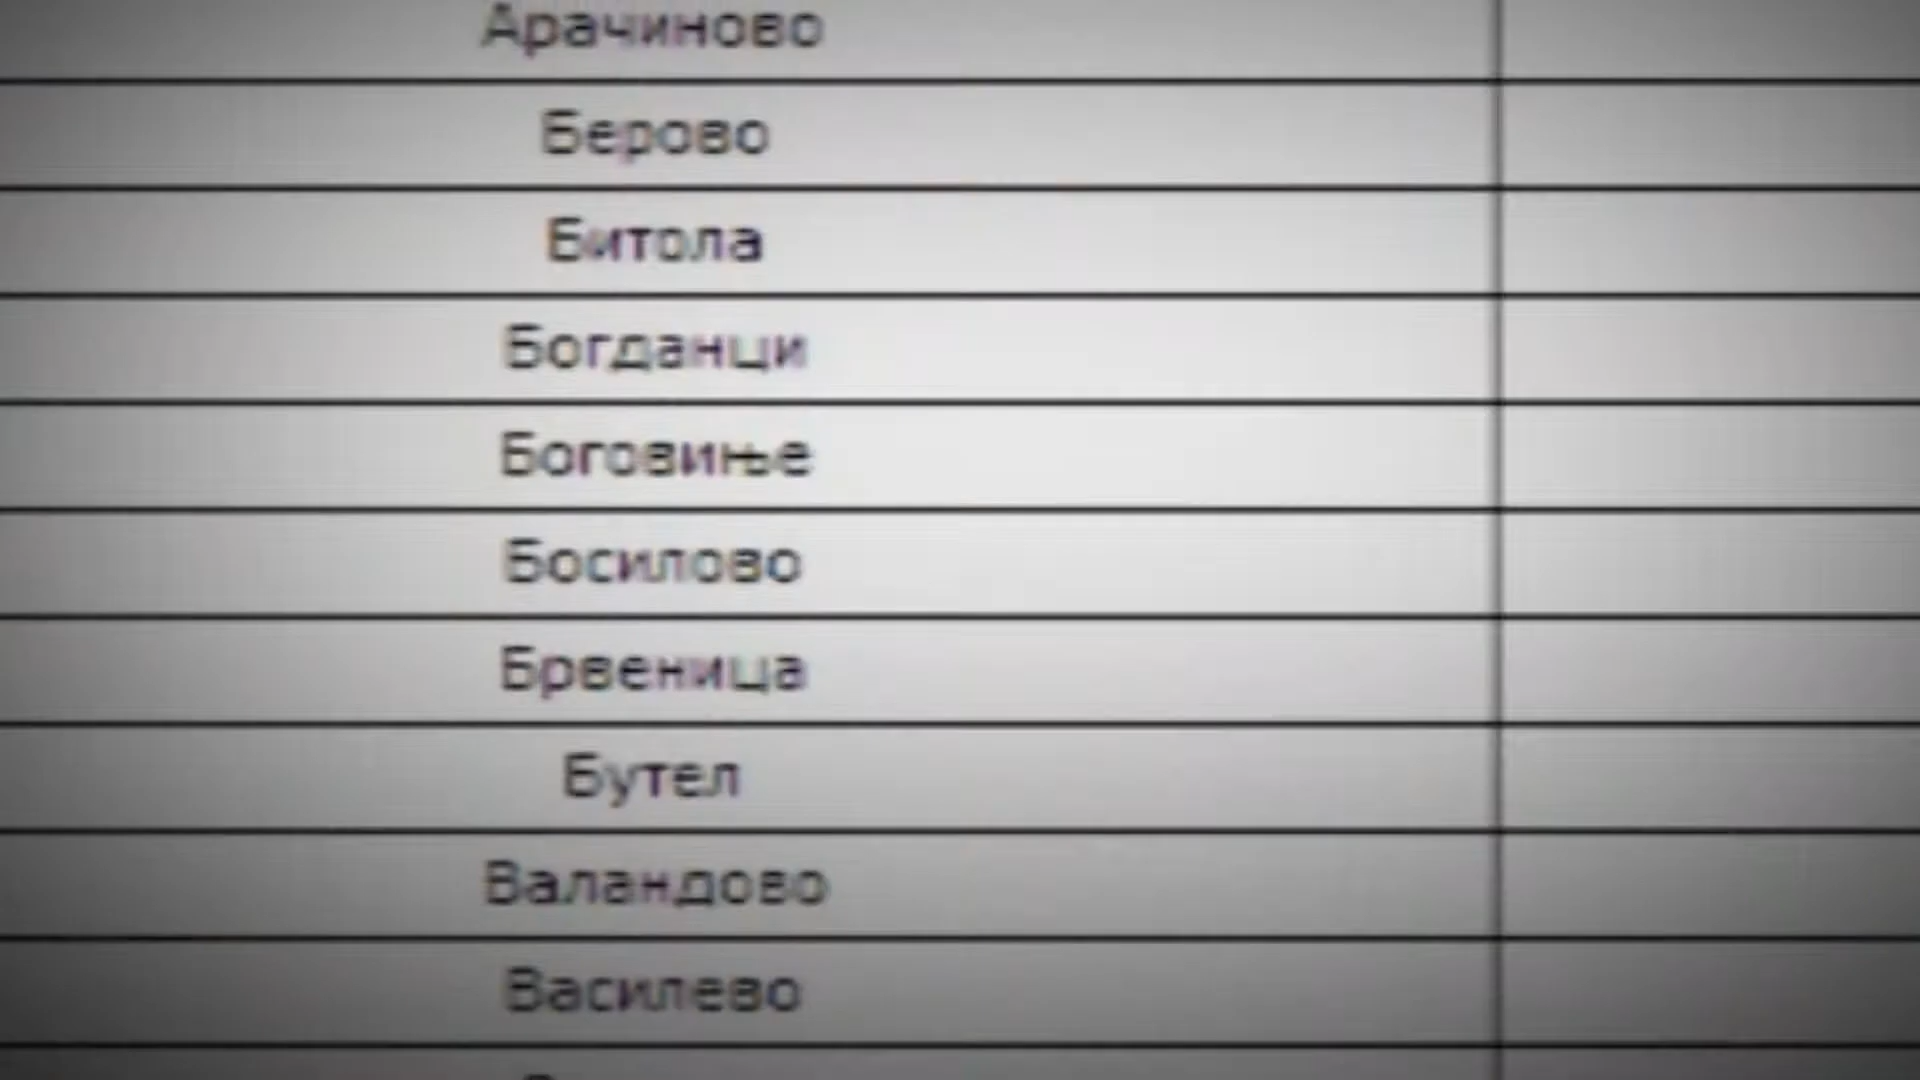 Арачиново
Берово
Битола
Богданци
Боговиње
Босилово
Брвеница
Бутел
Валандово
Василево